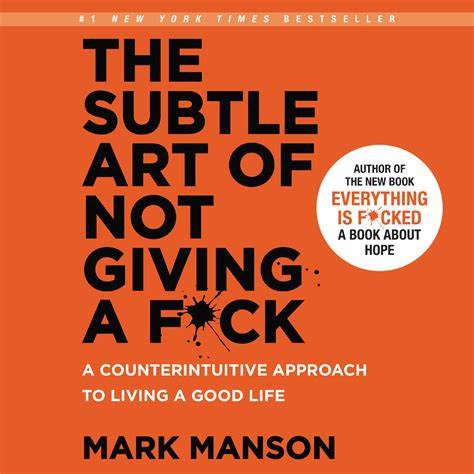 #1 NEW YORK TIMES BESTSELLER
THE
SUBTLE
ART OF
NOT
GIVING
A F*CK
AUTHOR OF
THE NEW BOOK
EVERYTHING
IS F*CKED
A BOOK ABOUT
HOPE
A COUNTERINTUITIVE APPROACH
TO LIVING A GOOD LIFE
MARK MANSON